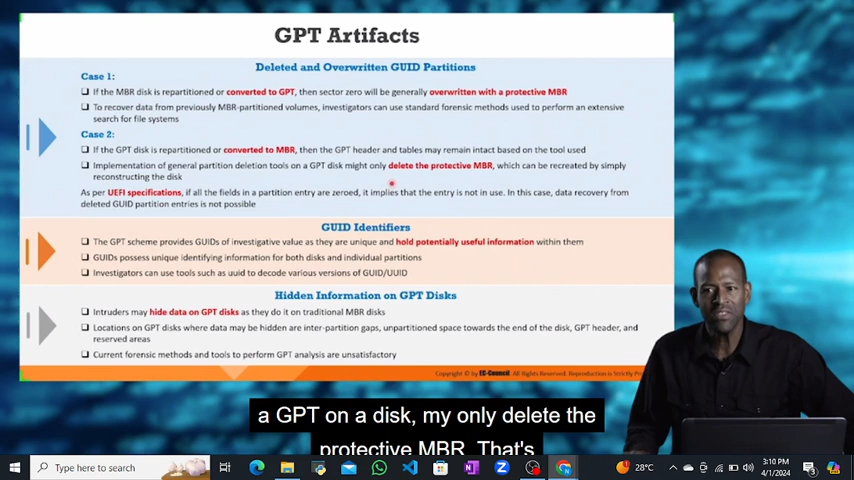 GPT Artifacts
Deleted and Overwritten GUID Partitions
Case 1:
If the MBR disk is repartitioned or converted to GPT, then sector zero will be generally overwritten with a protective MBR
To recover data from previously MBR-partitioned volumes, investigators can use standard forensic methods used to perform an extensive
search for file systems
Case 2:
If the GPT disk is repartitioned or converted to MBR, then the GPT header and tables may remain intact based on the tool used
Implementation of general partition deletion tools on a GPT disk might only delete the protective MBR, which can be recreated by simply
reconstructing the disk
As per UEFI specifications, if all the fields in a partition entry are zeroed, it implies that the entry is not in use. In this case, data recovery from
deleted GUID partition entries is not possible
GUID Identifiers
The GPT scheme provides GUIDs of investigative value as they are unique and hold potentially useful information within them
GUIDs possess unique identifying information for both disks and individual partitions
Investigators can use tools such as uuid to decode various versions of GUID/UUID
Hidden Information on GPT Disks
Intruders may hide data on GPT disks as they do it on traditional MBR disks
Locations on GPT disks where data may be hidden are inter-partition gaps, unpartitioned space towards the end of the disk, GPT header, and
reserved areas
Current forensic methods and tools to perform GPT analysis are unsatisfactory
Copyright © by EC-Council. All Rights Reserved. Reproduction is Strictly
a GPT on a disk, my only delete the
protective MBR. That's
Type here to search
28°C
3:10 PM
4/1/2024